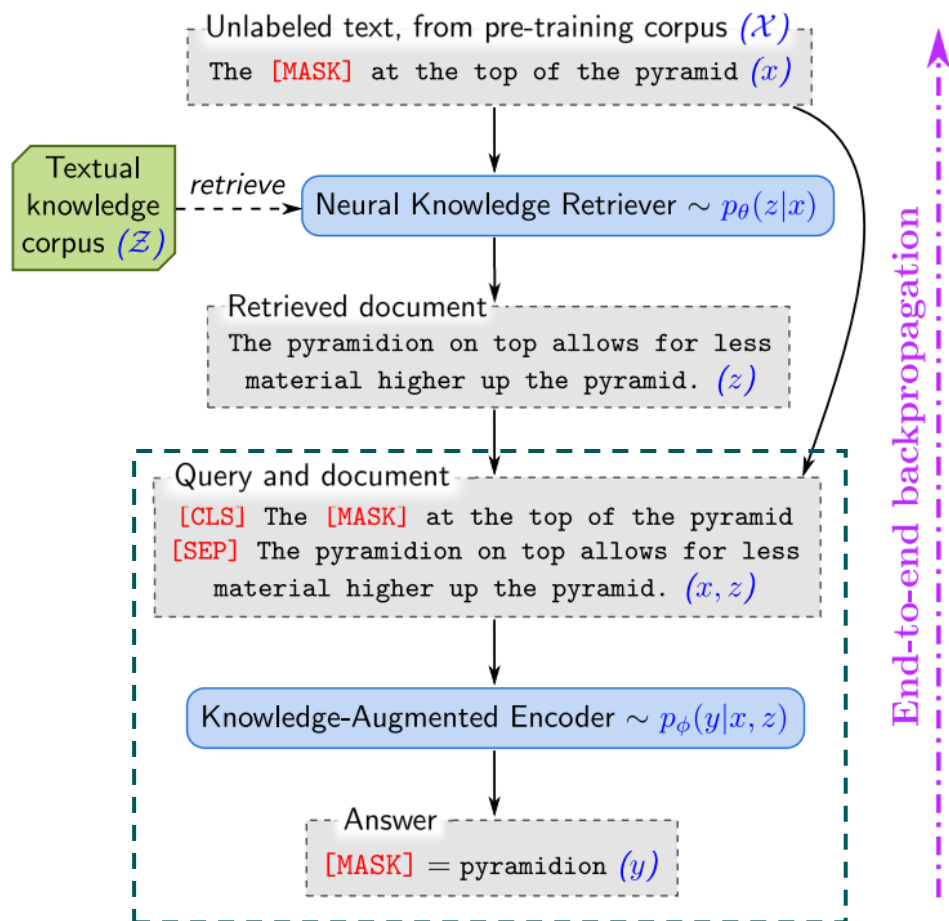 Unlabeled text, from pre-training corpus (𝒳)
The [MASK] at the top of the pyramid (x)
Textual
knowledge
corpus (𝒵)
retrieve
Neural Knowledge Retriever ∼ pθ(z|x)
Retrieved document
The pyramidion on top allows for less
material higher up the pyramid. (z)
Query and document
[CLS] The [MASK] at the top of the pyramid
[SEP] The pyramidion on top allows for less
material higher up the pyramid. (x, z)
Knowledge-Augmented Encoder ∼ pϕ(y|x, z)
Answer
[MASK] = pyramidion (y)
End-to-end backpropagation